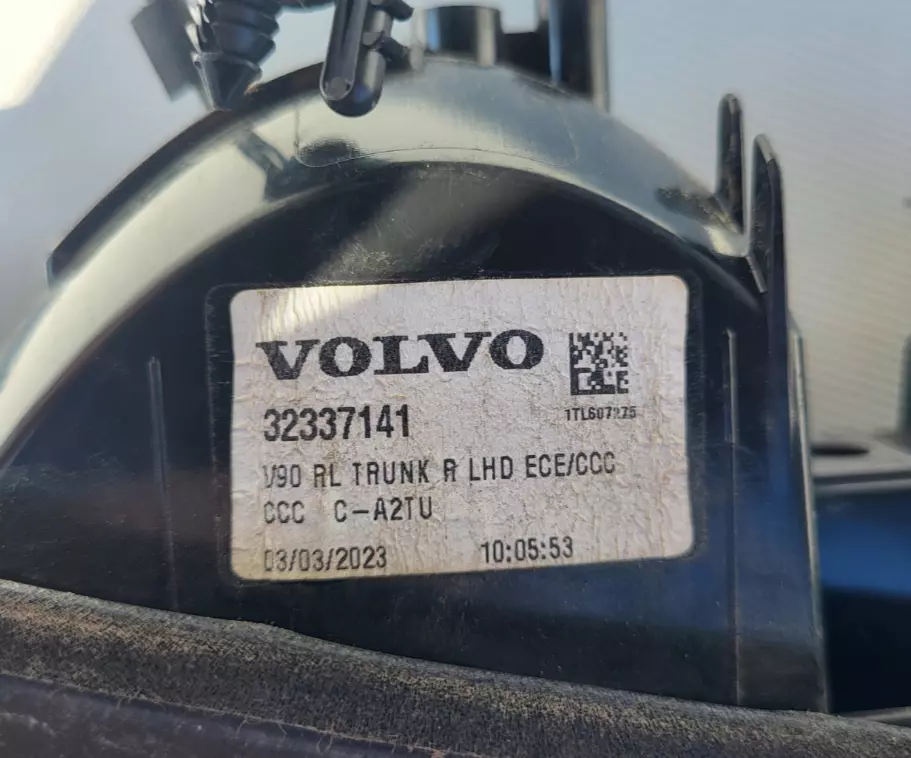 VOLVO
32337141
1TL607275
V90 RL TRUNK R LHD ECE/CCC
CCC C-A2TU
03/03/2023 10:05:53